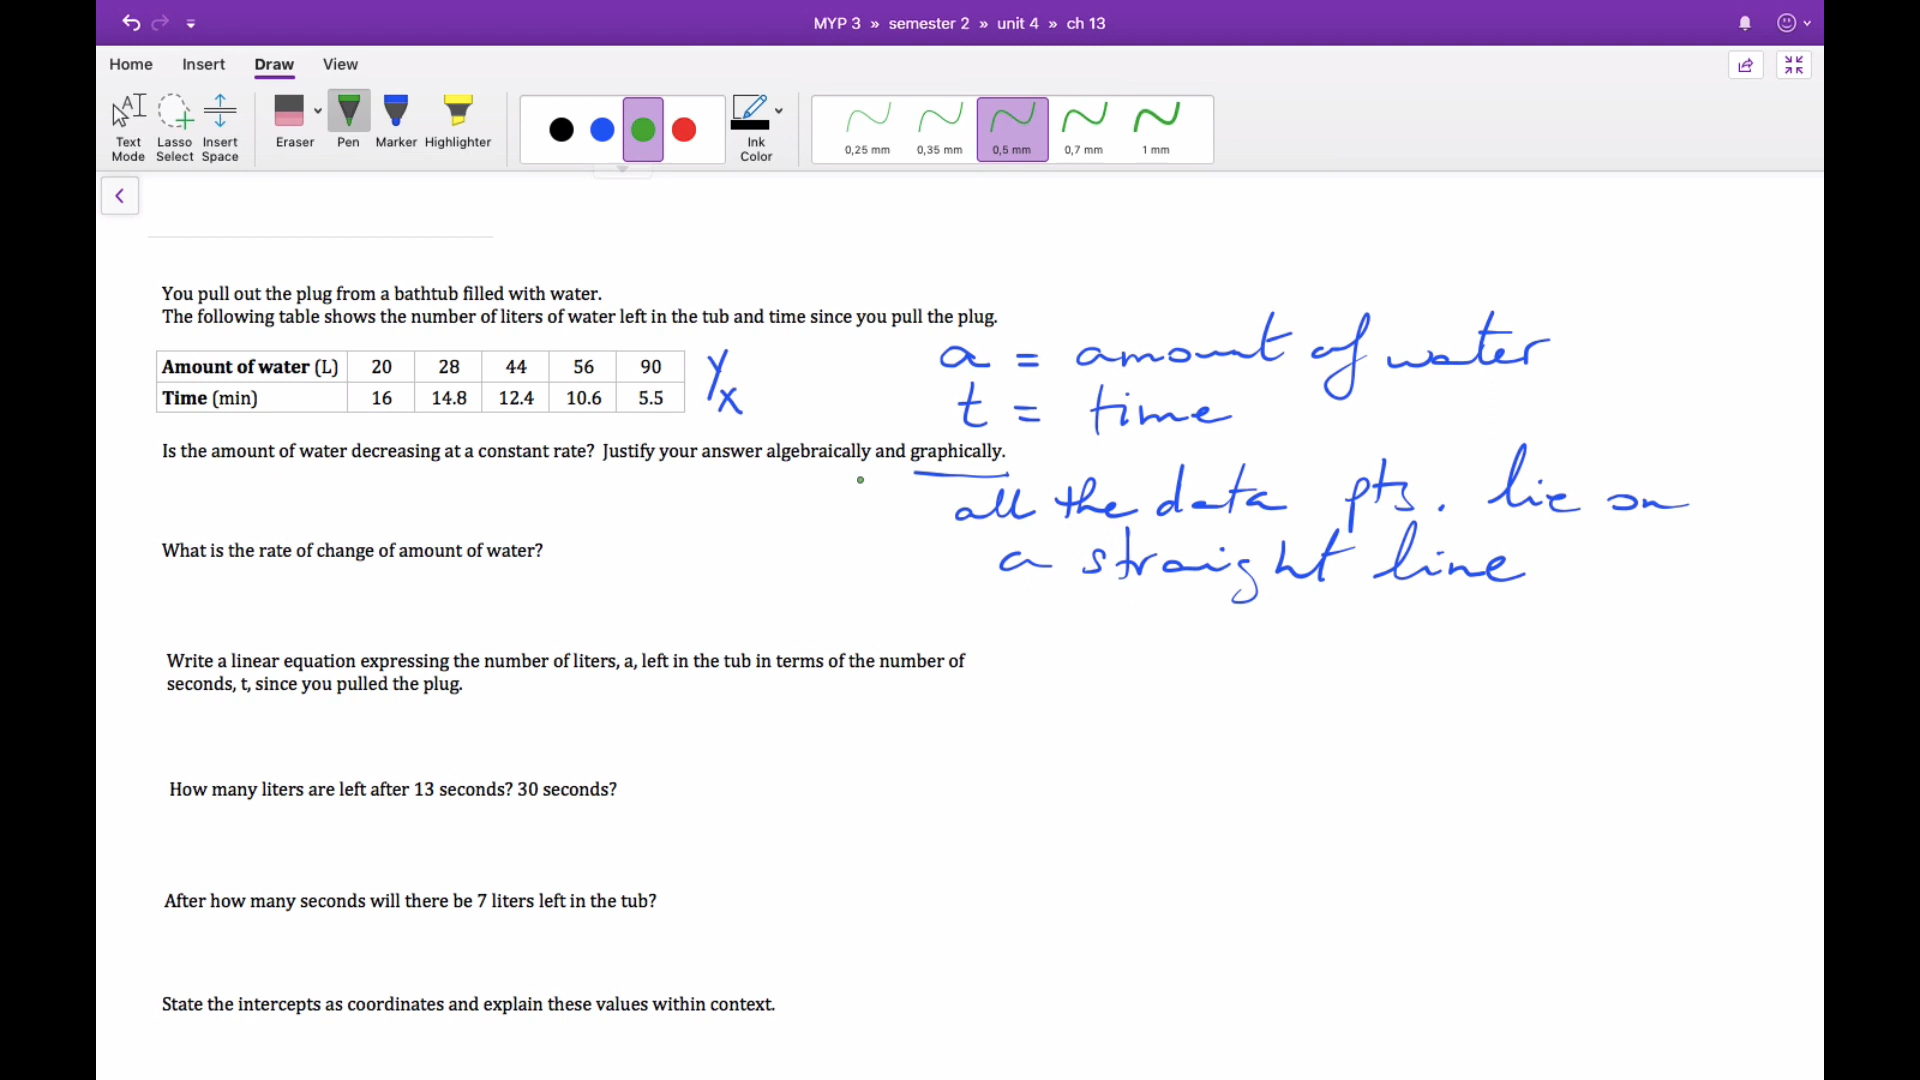 MYP 3 » semester 2 » unit 4 » ch 13
Home Insert Draw View
Text Mode
Lasso Select
Insert Space
Eraser
Pen
Marker
Highlighter
Ink Color
0,25 mm
0,35 mm
0,5 mm
0,7 mm
1 mm
You pull out the plug from a bathtub filled with water.
The following table shows the number of liters of water left in the tub and time since you pull the plug.
Amount of water (L) 20 28 44 56 90 y
Time (min) 16 14.8 12.4 10.6 5.5 x
a = amount of water
t = time
Is the amount of water decreasing at a constant rate? Justify your answer algebraically and graphically.
all the data pts. lie on
a straight line
What is the rate of change of amount of water?
Write a linear equation expressing the number of liters, a, left in the tub in terms of the number of
seconds, t, since you pulled the plug.
How many liters are left after 13 seconds? 30 seconds?
After how many seconds will there be 7 liters left in the tub?
State the intercepts as coordinates and explain these values within context.